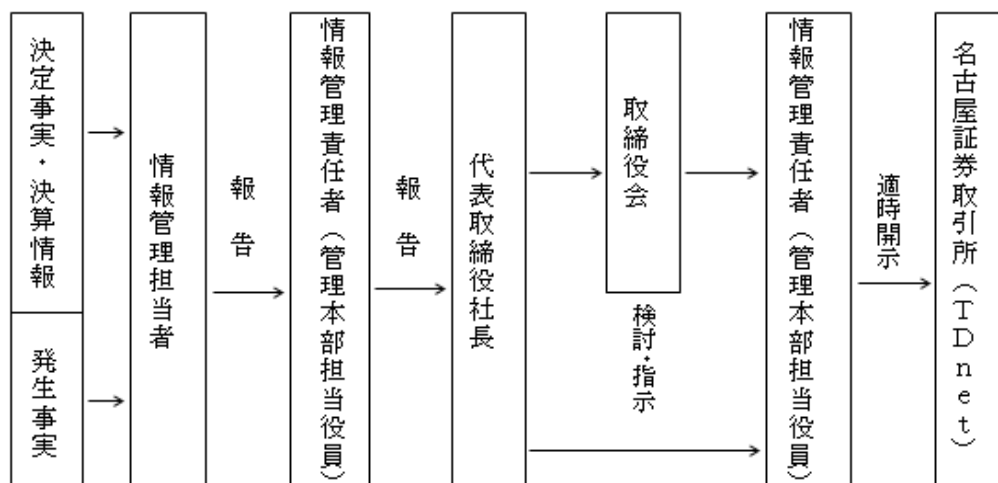 決定事実・決算情報
発生事実
情報管理担当者
報告
情報管理責任者（管理本部担当役員）
報告
代表取締役社長
取締役会
検討・指示
情報管理責任者（管理本部担当役員）
適時開示
名古屋証券取引所（ＴＤｎｅｔ）